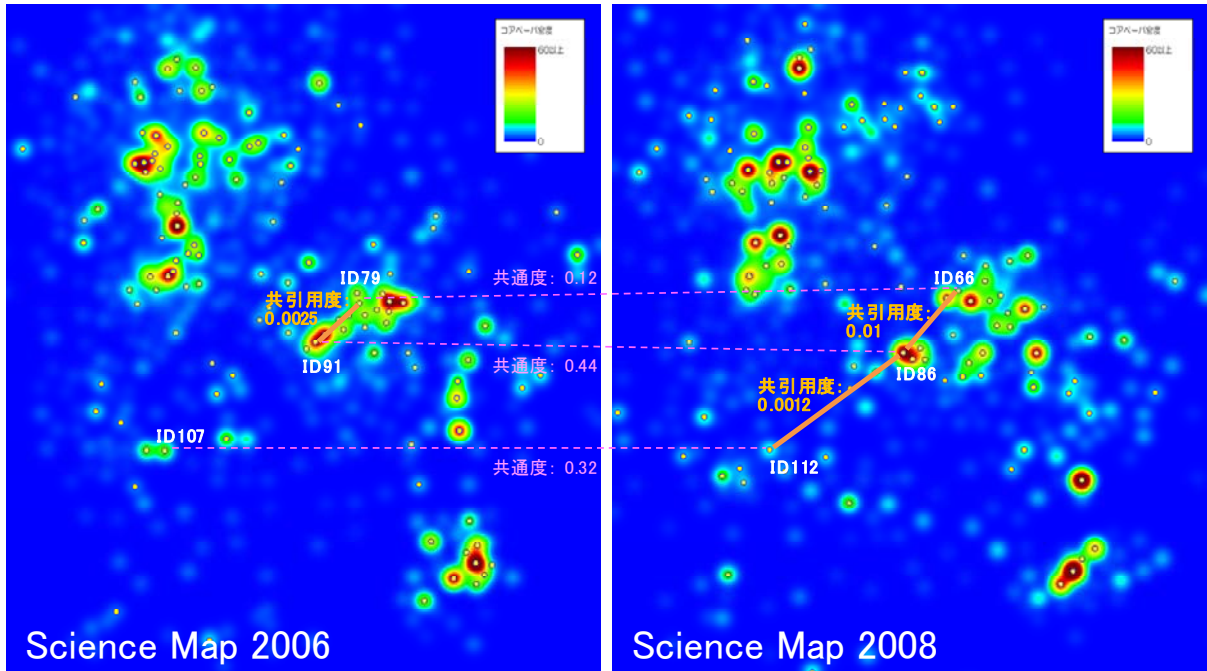 コアペーパ密度
60以上
0
ID79
共引用度:
0.0025
ID91
ID107
Science Map 2006
共通度: 0.12
共通度: 0.44
共通度: 0.32
コアペーパ密度
60以上
0
ID66
共引用度:
0.01
ID86
共引用度:
0.0012
ID112
Science Map 2008